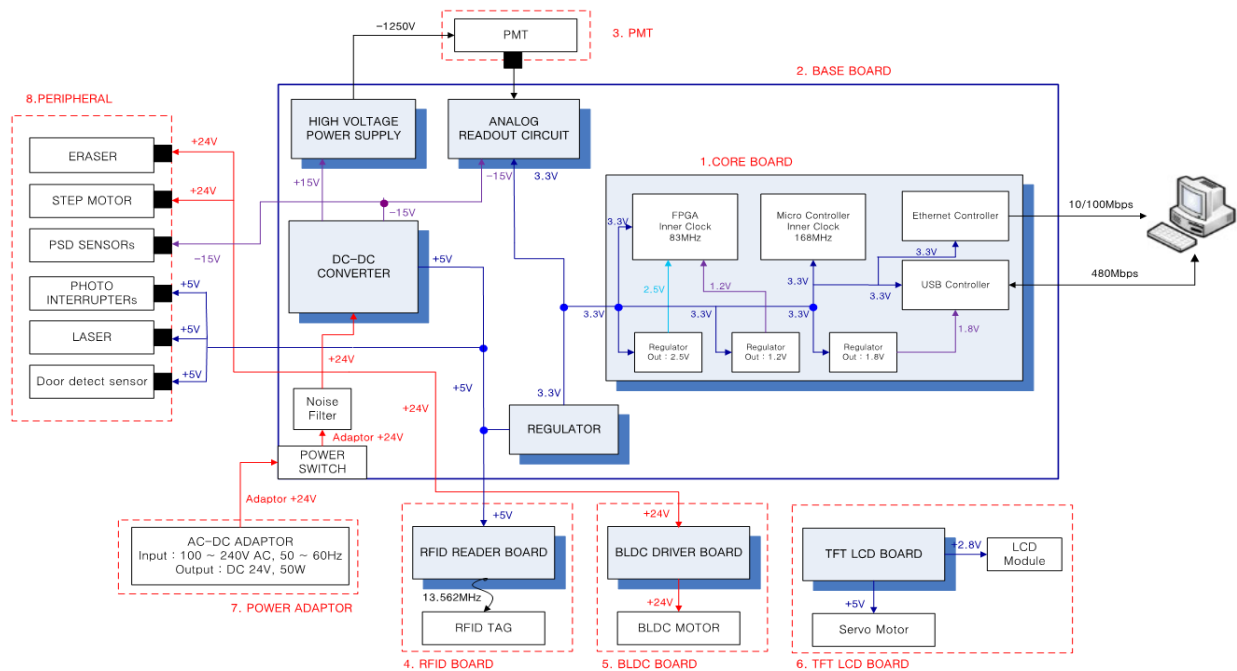 −1250V
PMT
3. PMT
2. BASE BOARD
8.PERIPHERAL
HIGH VOLTAGE
POWER SUPPLY
ANALOG
READOUT CIRCUIT
+24V
ERASER
1.CORE BOARD
+15V
−15V
3.3V
+24V
STEP MOTOR
10/100Mbps
FPGA
Inner Clock
83MHz
Micro Controller
Inner Clock
168MHz
Ethernet Controller
−15V
3.3V
3.3V
PSD SENSORs
−15V
DC−DC
CONVERTER
+5V
3.3V
3.3V
3.3V
USB Controller
480Mbps
PHOTO
INTERRUPTERs
+5V
2.5V
1.2V
3.3V
3.3V
3.3V
1.8V
LASER
+5V
Regulator
Out : 2.5V
Regulator
Out : 1.2V
Regulator
Out : 1.8V
+24V
Door detect sensor
+5V
+5V
3.3V
Noise
Filter
+24V
REGULATOR
Adaptor +24V
POWER
SWITCH
Adaptor +24V
+5V
+24V
AC−DC ADAPTOR
Input : 100 ~ 240V AC, 50 ~ 60Hz
Output : DC 24V, 50W
RFID READER BOARD
BLDC DRIVER BOARD
TFT LCD BOARD
+2.8V
LCD
Module
7. POWER ADAPTOR
13.562MHz
+24V
+5V
RFID TAG
BLDC MOTOR
Servo Motor
4. RFID BOARD
5. BLDC BOARD
6. TFT LCD BOARD